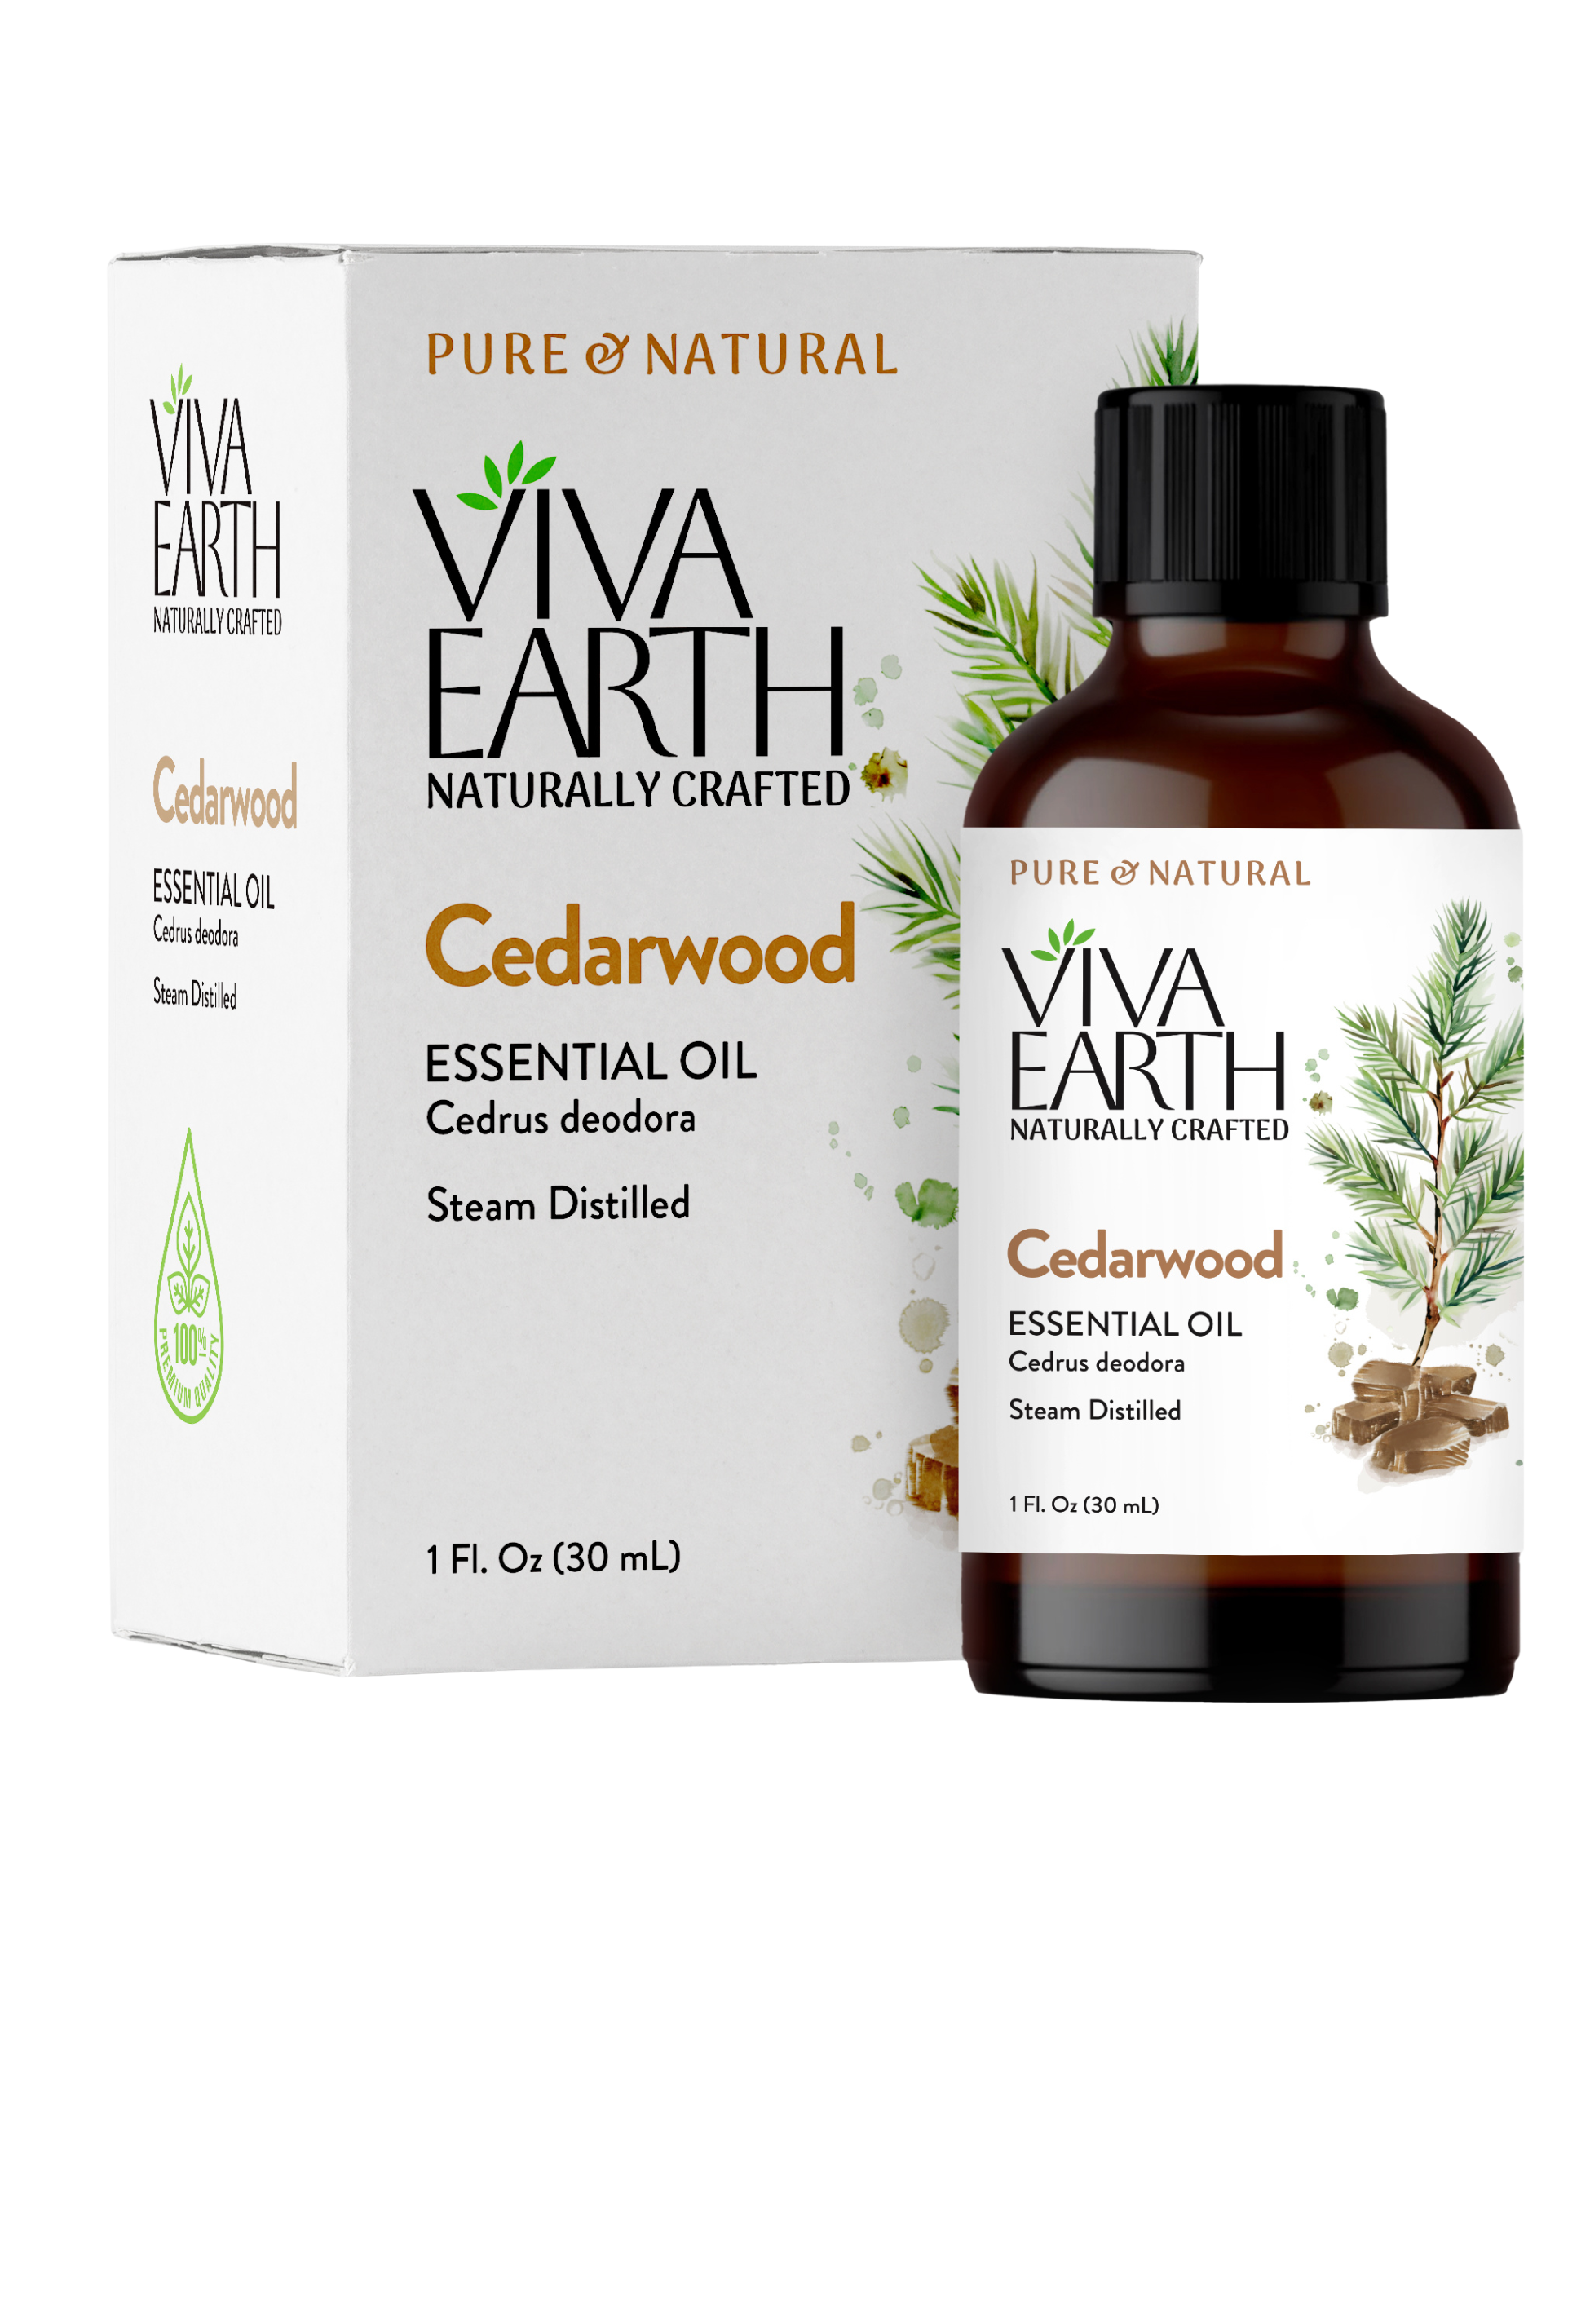 VIVA
EARTH
NATURALLY CRAFTED
Cedarwood
ESSENTIAL OIL
Cedrus deodora
Steam Distilled
100%
PREMIUM QUALITY
PURE & NATURAL
VIVA
EARTH
NATURALLY CRAFTED
Cedarwood
ESSENTIAL OIL
Cedrus deodora
Steam Distilled
1 Fl. Oz (30 mL)
PURE & NATURAL
VIVA
EARTH
NATURALLY CRAFTED
Cedarwood
ESSENTIAL OIL
Cedrus deodora
Steam Distilled
1 Fl. Oz (30 mL)